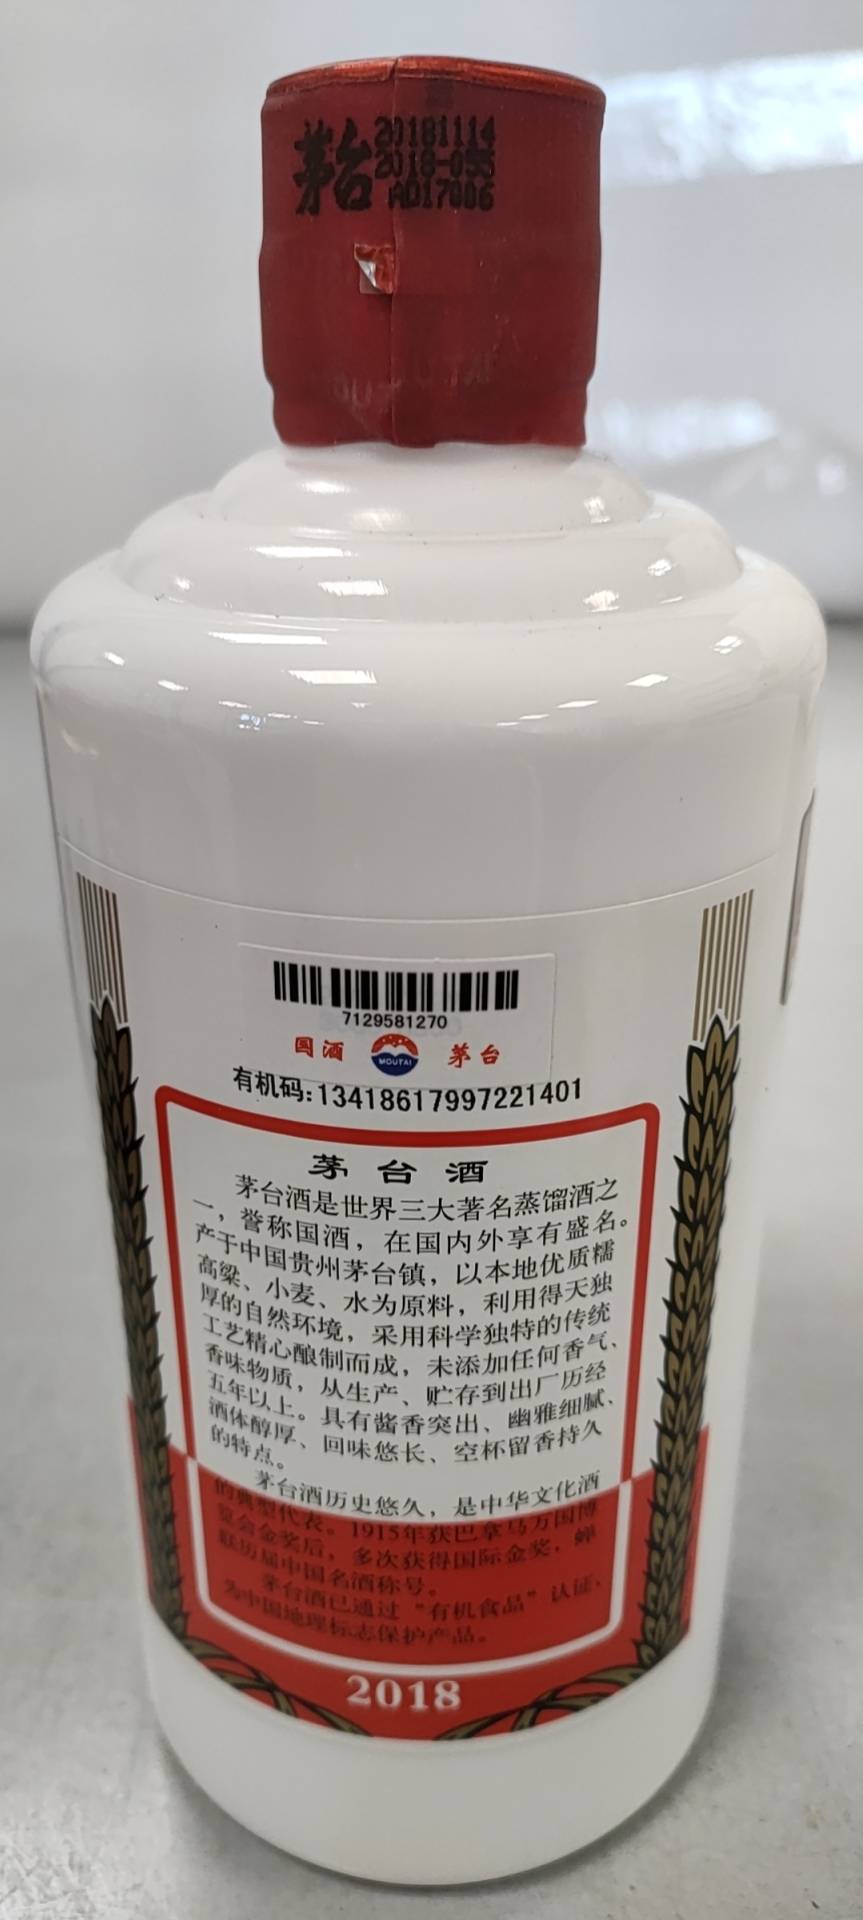 茅台
20181114
2018-055
AD17006
7129581270
国酒 MOUTAI 茅台
有机码:13418617997221401
茅台酒
茅台酒是世界三大著名蒸馏酒之
一，誉称国酒，在国内外享有盛名。
产于中国贵州茅台镇，以本地优质糯
高粱、小麦、水为原料，利用得天独
厚的自然环境，采用科学独特的传统
工艺精心酿制而成，未添加任何香气、
香味物质，从生产、贮存到出厂历经
五年以上。具有酱香突出、幽雅细腻、
酒体醇厚、回味悠长、空杯留香持久
的特点。
茅台酒历史悠久，是中华文化酒
的典型代表。1915年获巴拿马万国博
览会金奖后，多次获得国际金奖，蝉
联历届中国名酒称号。
茅台酒已通过“有机食品”认证、
为中国地理标志保护产品。
2018